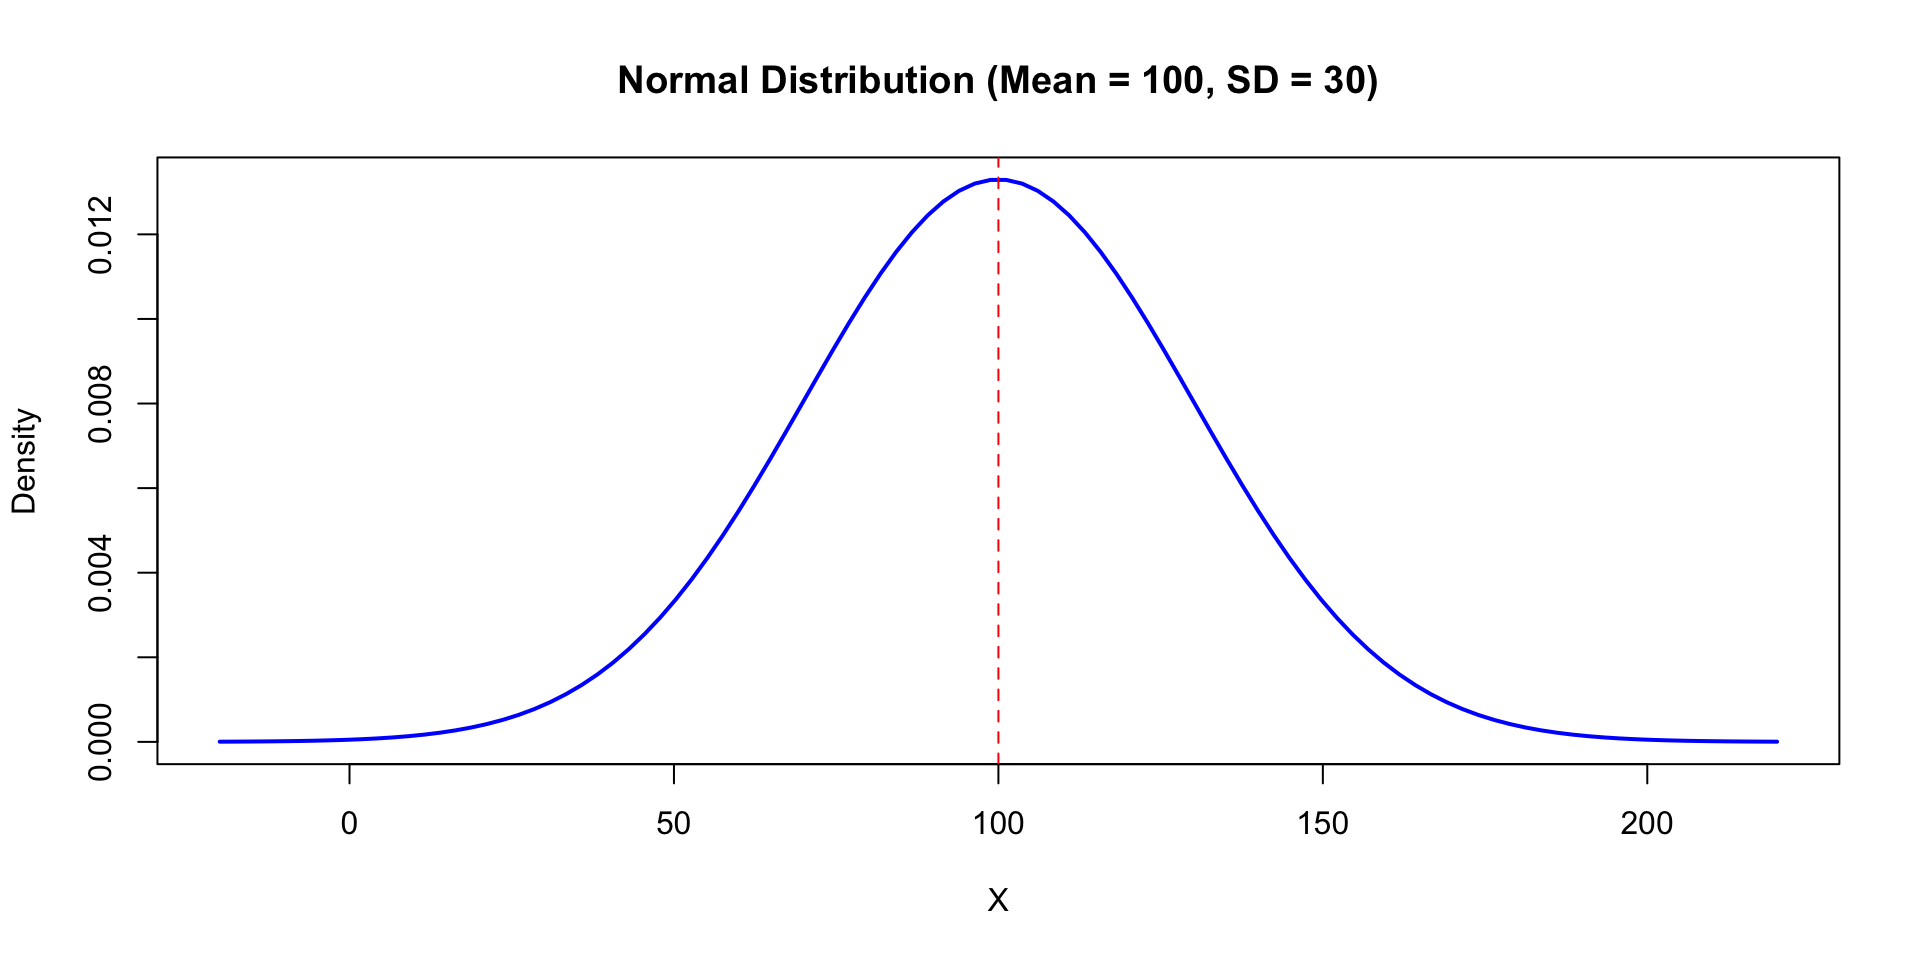 Normal Distribution (Mean = 100, SD = 30)
Density
0.012
0.008
0.004
0.000
0 50 100 150 200
X